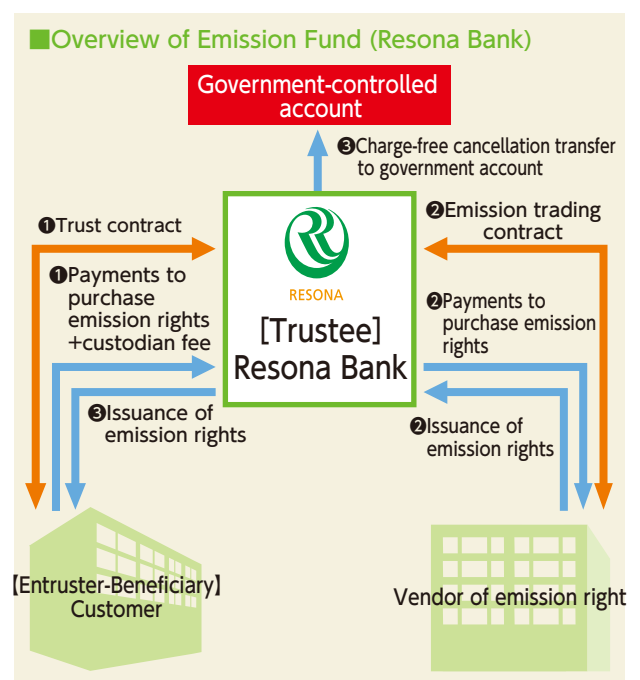 ■Overview of Emission Fund (Resona Bank)
Government-controlled
account
❸Charge-free cancellation transfer
to government account
❶Trust contract
❷Emission trading
contract
❶Payments to
purchase
emission rights
+custodian fee
RESONA
[Trustee]
Resona Bank
❷Payments to
purchase emission
rights
❸Issuance of
emission rights
❷Issuance of
emission rights
【Entruster-Beneficiary】
Customer
Vendor of emission right